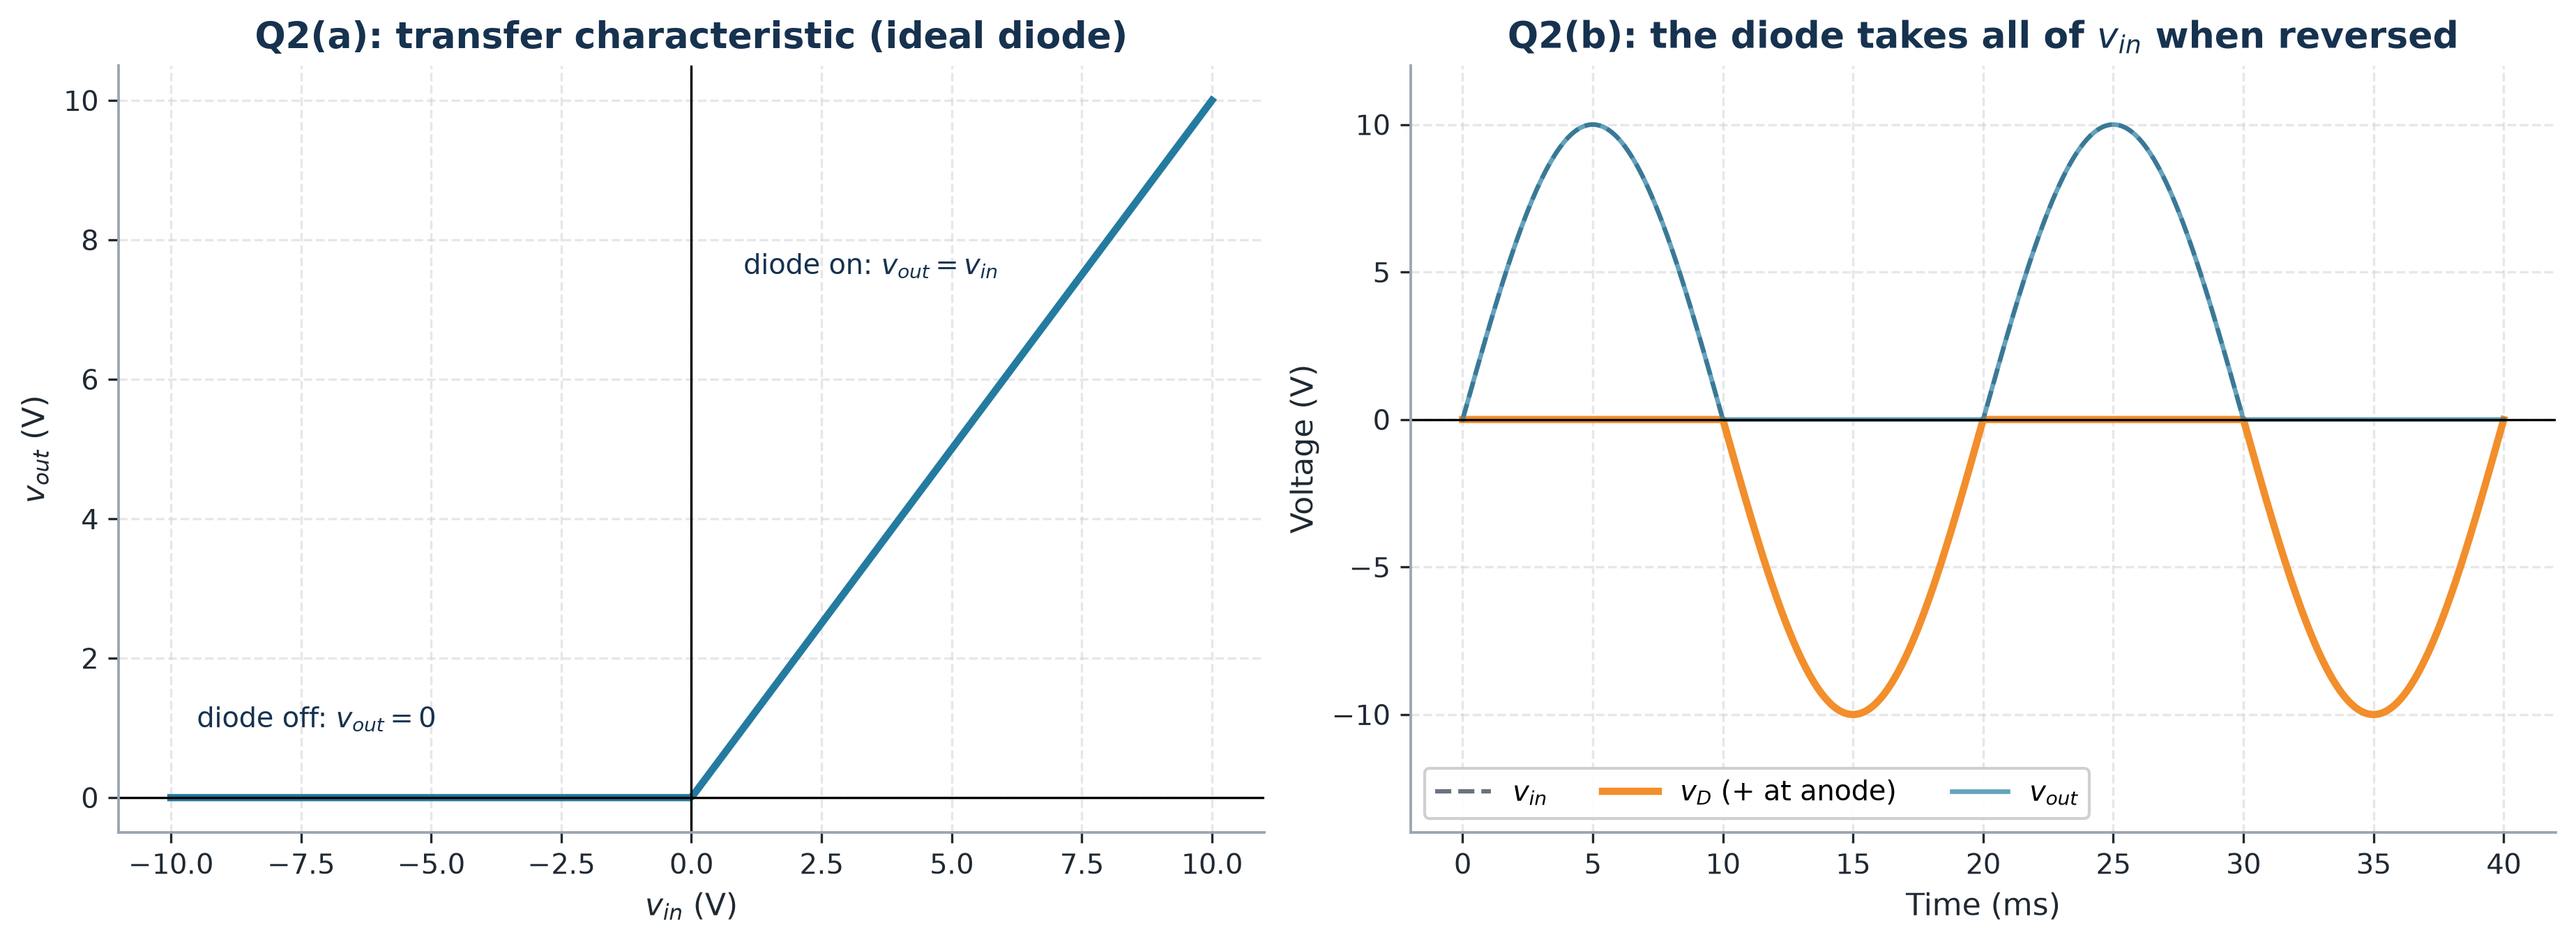 Q2(a): transfer characteristic (ideal diode)
10
8
6
4
2
0
v_out (V)
diode on: v_out = v_in
diode off: v_out = 0
−10.0 −7.5 −5.0 −2.5 0.0 2.5 5.0 7.5 10.0
v_in (V)
Q2(b): the diode takes all of v_in when reversed
10
5
0
−5
−10
Voltage (V)
v_in v_D (+ at anode) v_out
0 5 10 15 20 25 30 35 40
Time (ms)